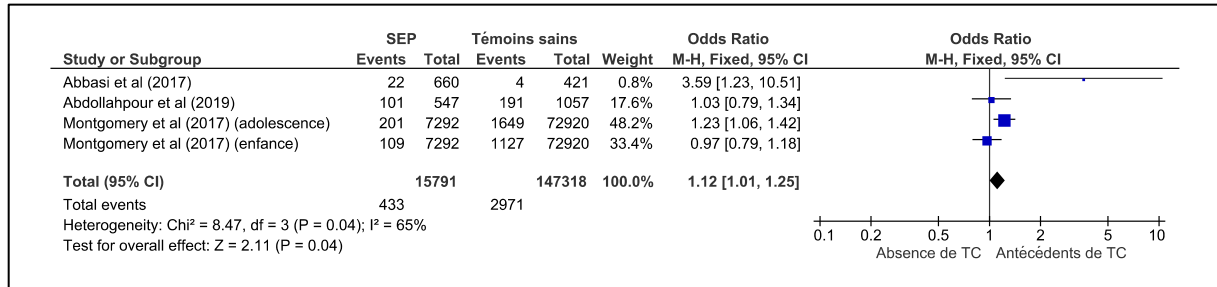 SEP Témoins sains Odds Ratio Odds Ratio
Study or Subgroup Events Total Events Total Weight M-H, Fixed, 95% CI M-H, Fixed, 95% CI
Abbasi et al (2017) 22 660 4 421 0.8% 3.59 [1.23, 10.51]
Abdollahpour et al (2019) 101 547 191 1057 17.6% 1.03 [0.79, 1.34]
Montgomery et al (2017) (adolescence) 201 7292 1649 72920 48.2% 1.23 [1.06, 1.42]
Montgomery et al (2017) (enfance) 109 7292 1127 72920 33.4% 0.97 [0.79, 1.18]
Total (95% CI) 15791 147318 100.0% 1.12 [1.01, 1.25]
Total events 433 2971
Heterogeneity: Chi² = 8.47, df = 3 (P = 0.04); I² = 65%
Test for overall effect: Z = 2.11 (P = 0.04)
0.1 0.2 0.5 1 2 5 10
Absence de TC Antécédents de TC